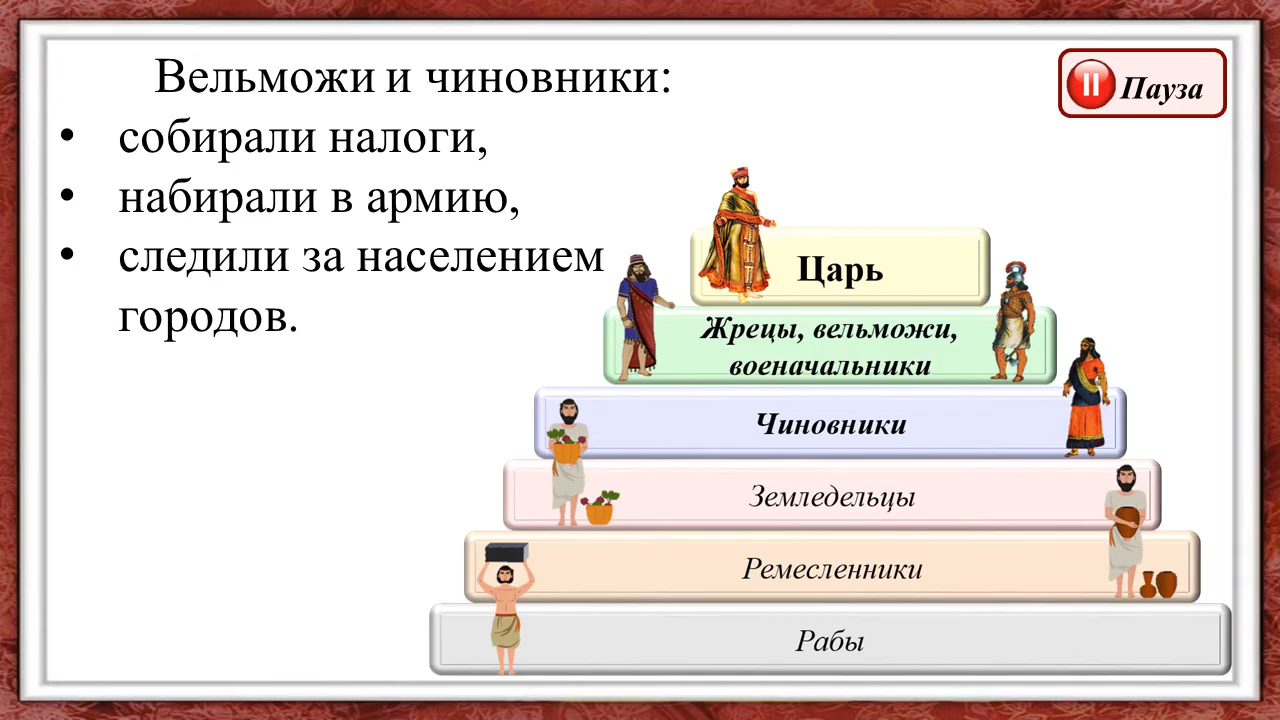 Вельможи и чиновники:
• собирали налоги,
• набирали в армию,
• следили за населением
городов.
Пауза
Царь
Жрецы, вельможи,
военачальники
Чиновники
Земледельцы
Ремесленники
Рабы